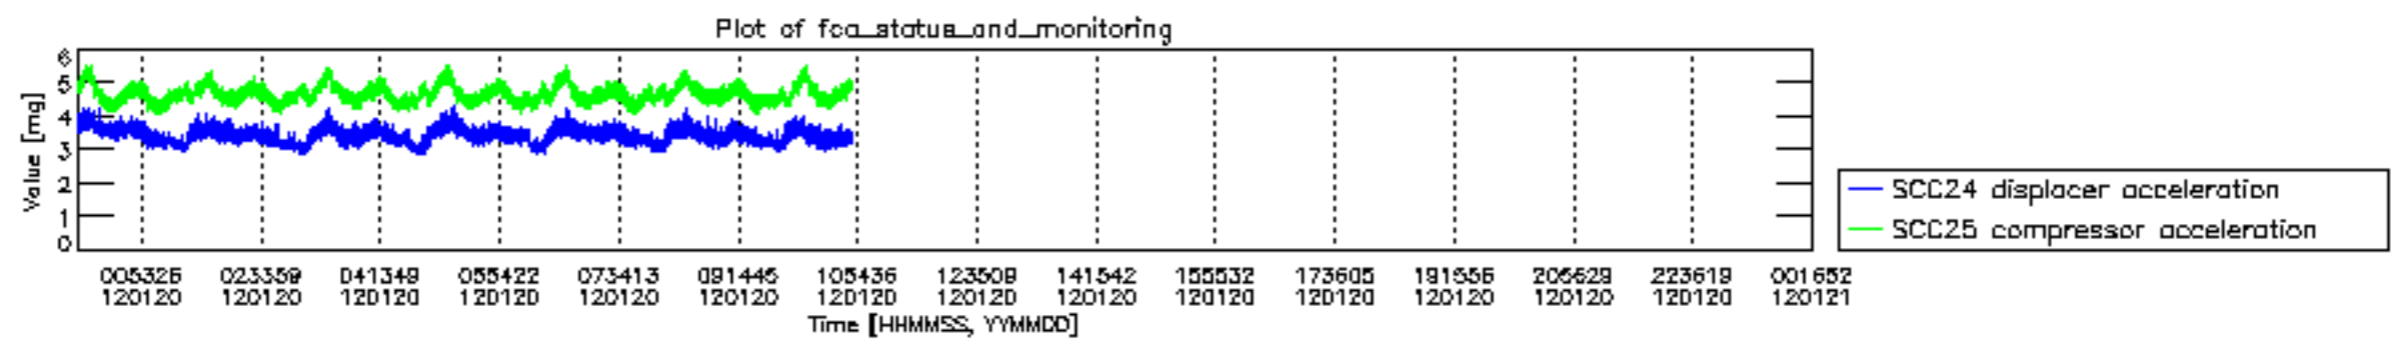 Plot of fca_status_and_monitoring
6
5
4
3
2
1
0
Value [mg]
005326 023359 041349 055422 073413 091446 105436 123509 141542 155532 173605 191556 205629 223619 001652
120120 120120 120120 120120 120120 120120 120120 120120 120120 120120 120120 120120 120120 120120 120121
Time [HHMMSS, YYMMDD]
SCC24 displacer acceleration
SCC25 compressor acceleration